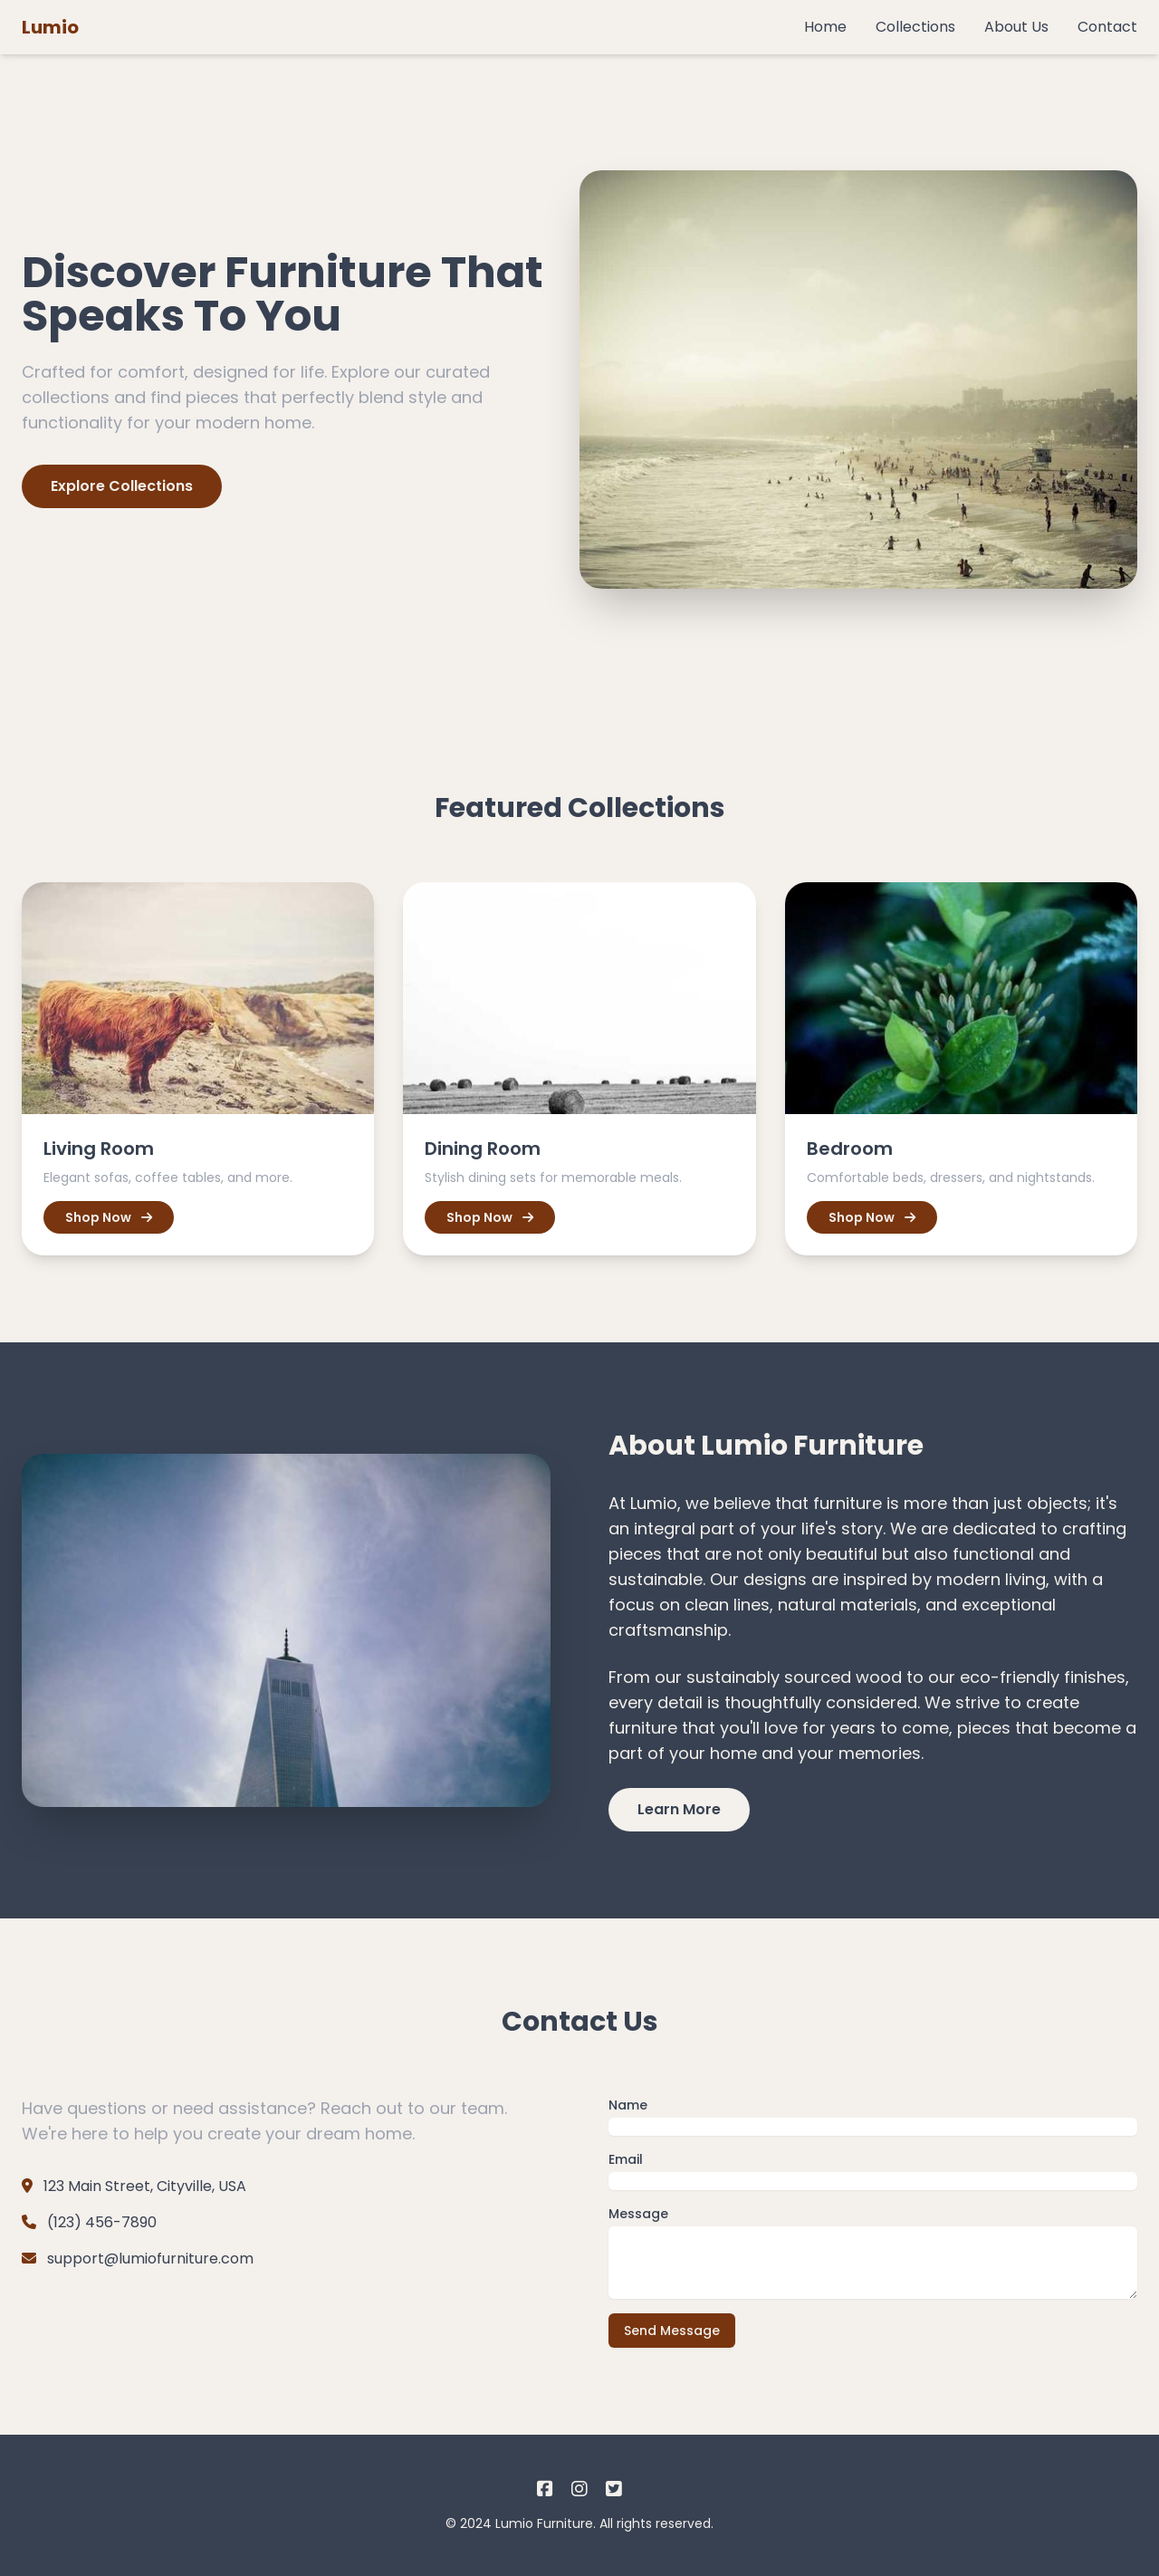 Lumio
Home
Collections
About Us
Contact
Discover Furniture That
Speaks To You
Crafted for comfort, designed for life. Explore our curated
collections and find pieces that perfectly blend style and
functionality for your modern home.
Explore Collections
Featured Collections
Living Room
Elegant sofas, coffee tables, and more.
Shop Now
Dining Room
Stylish dining sets for memorable meals.
Shop Now
Bedroom
Comfortable beds, dressers, and nightstands.
Shop Now
About Lumio Furniture
At Lumio, we believe that furniture is more than just objects; it's
an integral part of your life's story. We are dedicated to crafting
pieces that are not only beautiful but also functional and
sustainable. Our designs are inspired by modern living, with a
focus on clean lines, natural materials, and exceptional
craftsmanship.
From our sustainably sourced wood to our eco-friendly finishes,
every detail is thoughtfully considered. We strive to create
furniture that you'll love for years to come, pieces that become a
part of your home and your memories.
Learn More
Contact Us
Have questions or need assistance? Reach out to our team.
We're here to help you create your dream home.
123 Main Street, Cityville, USA
(123) 456-7890
support@lumiofurniture.com
Name
Email
Message
Send Message
© 2024 Lumio Furniture. All rights reserved.